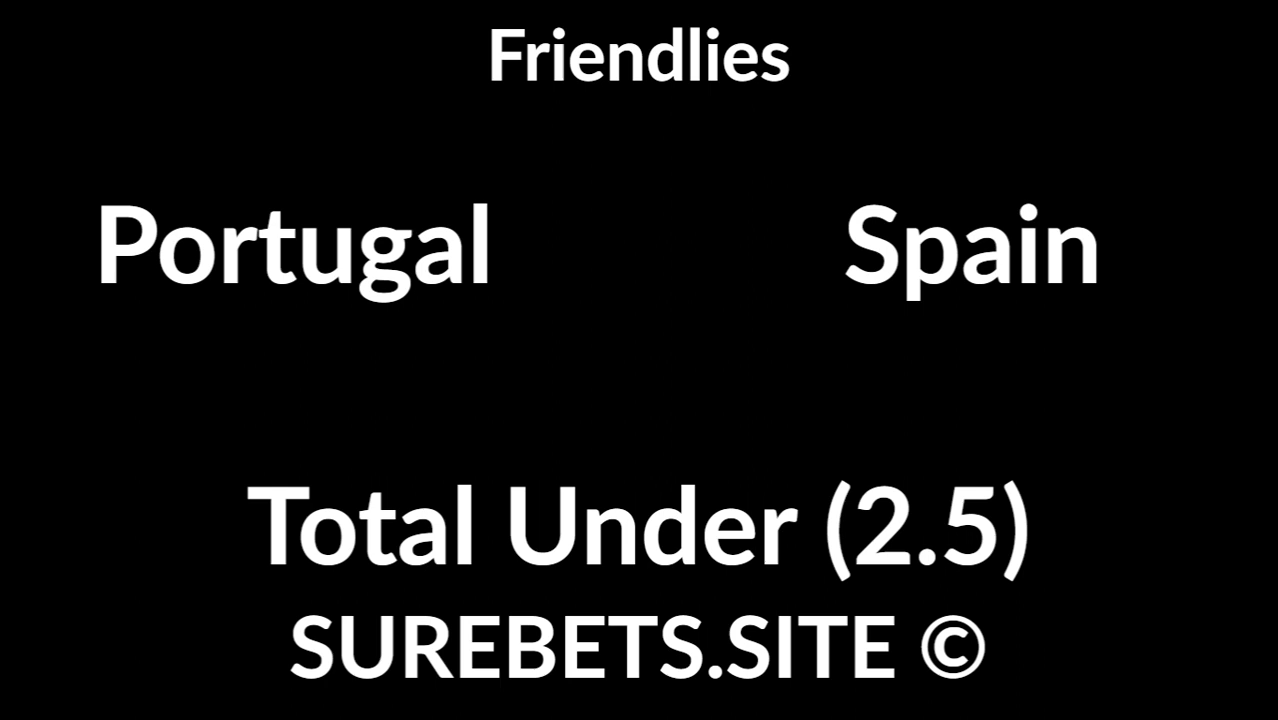 Friendlies
Portugal Spain
Total Under (2.5)
SUREBETS.SITE ©